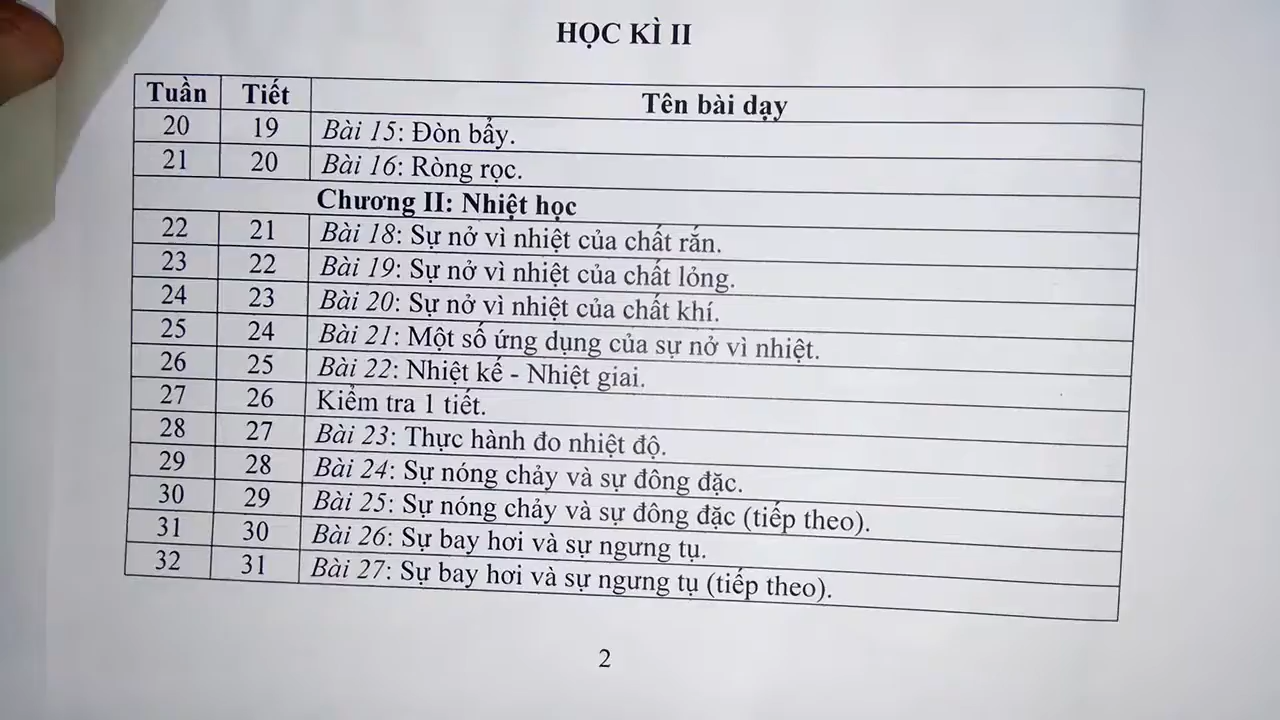 HỌC KÌ II
Tuần Tiết Tên bài dạy
20 19 Bài 15: Đòn bẩy.
21 20 Bài 16: Ròng rọc.
Chương II: Nhiệt học
22 21 Bài 18: Sự nở vì nhiệt của chất rắn.
23 22 Bài 19: Sự nở vì nhiệt của chất lỏng.
24 23 Bài 20: Sự nở vì nhiệt của chất khí.
25 24 Bài 21: Một số ứng dụng của sự nở vì nhiệt.
26 25 Bài 22: Nhiệt kế - Nhiệt giai.
27 26 Kiểm tra 1 tiết.
28 27 Bài 23: Thực hành đo nhiệt độ.
29 28 Bài 24: Sự nóng chảy và sự đông đặc.
30 29 Bài 25: Sự nóng chảy và sự đông đặc (tiếp theo).
31 30 Bài 26: Sự bay hơi và sự ngưng tụ.
32 31 Bài 27: Sự bay hơi và sự ngưng tụ (tiếp theo).
2